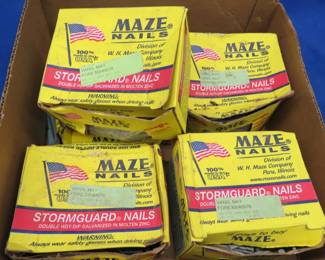 MAZE®
NAILS
100%
Division of
W. H. Maze Company
Peru, Illinois
STORMGUARD® NAILS
DOUBLE HOT DIP GALVANIZED IN MOLTEN ZINC
WARNING:
Always wear safety glasses when driving nails
MAZE®
NAILS
Division of
W. H. Maze Company
Peru, Illinois
STORMGUARD® NAILS
DOUBLE HOT DIP GALVANIZED IN MOLTEN ZINC
WARNING:
MAZE®
NAILS
100%
Division of
W. H. Maze Company
Peru, Illinois
STORMGUARD® NAILS
DOUBLE HOT DIP GALVANIZED IN MOLTEN ZINC
WARNING:
Always wear safety glasses when driving nails
MAZE®
NAILS
100%
Division of
W. H. Maze Company
Peru, Illinois
www.mazenails.com
STORMGUARD® NAILS
DOUBLE HOT DIP GALVANIZED IN MOLTEN ZINC